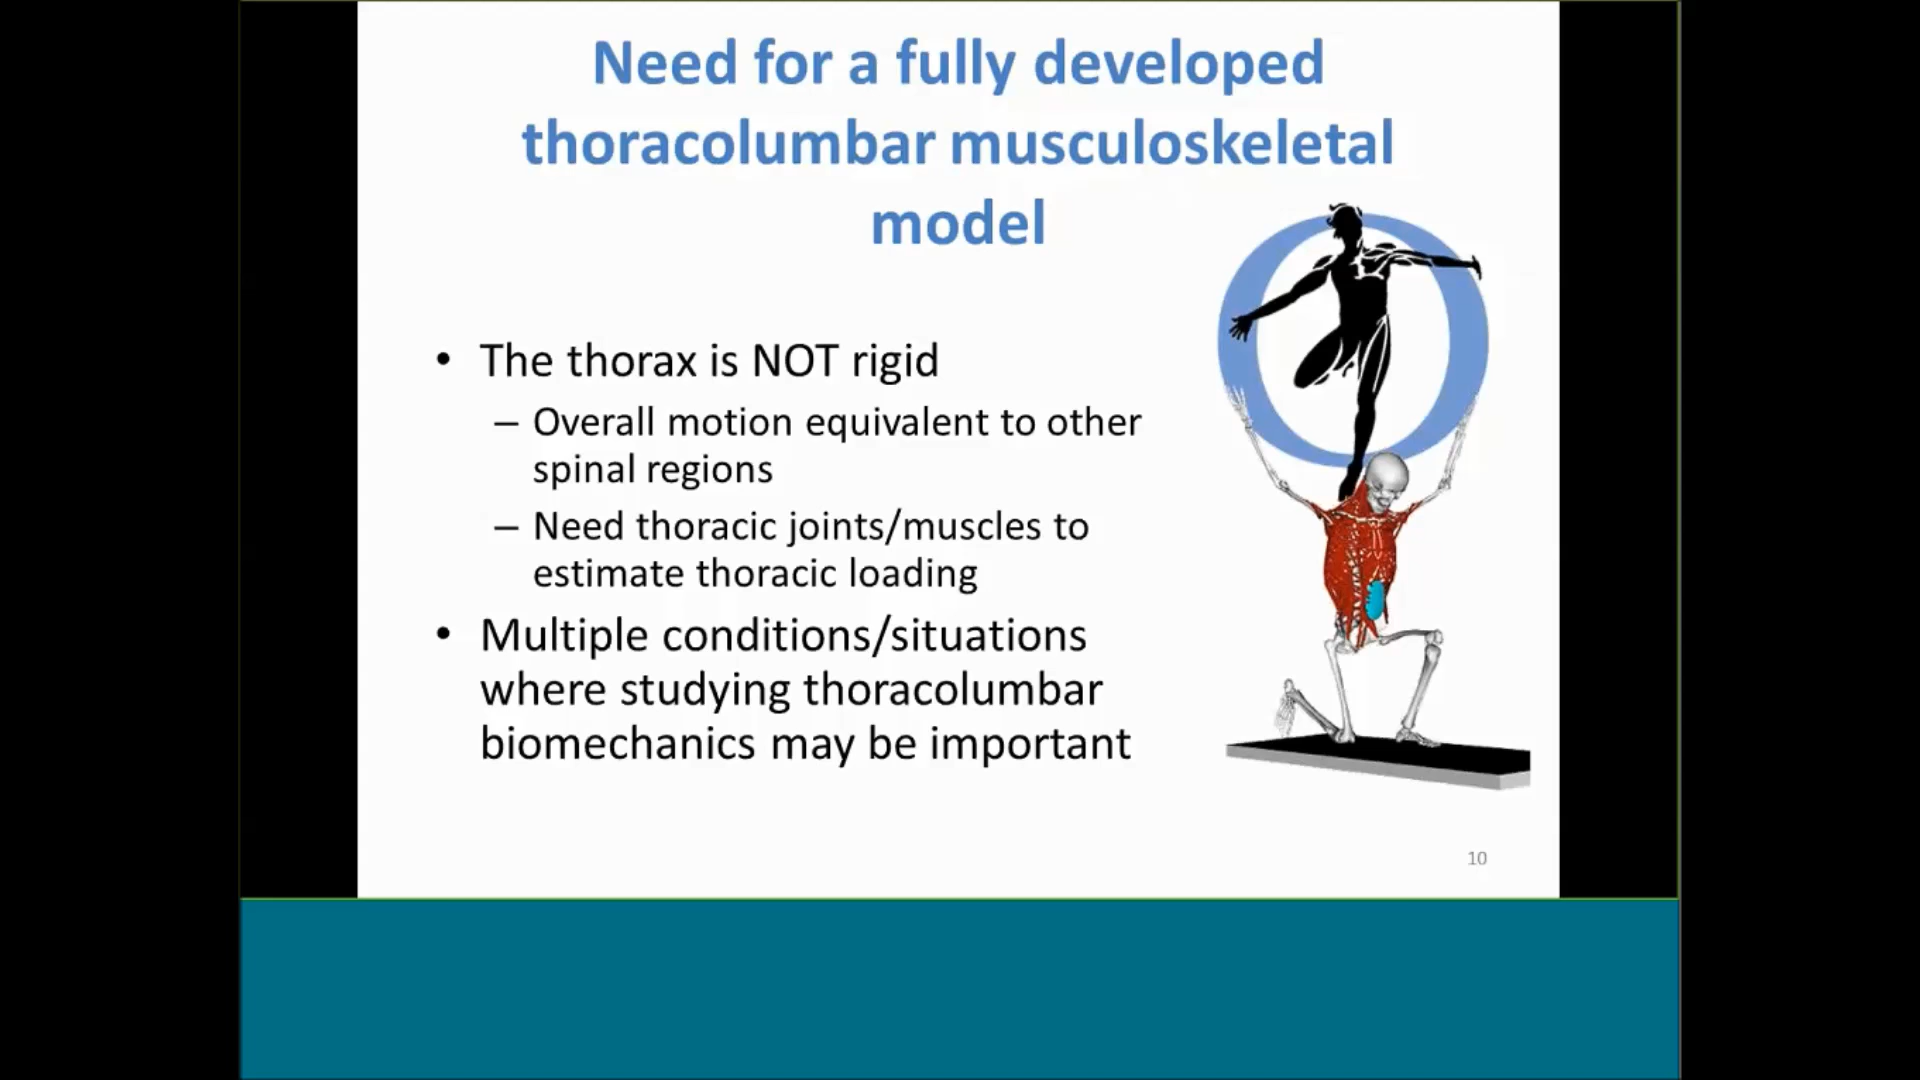 Need for a fully developed
thoracolumbar musculoskeletal
model
• The thorax is NOT rigid
– Overall motion equivalent to other
spinal regions
– Need thoracic joints/muscles to
estimate thoracic loading
• Multiple conditions/situations
where studying thoracolumbar
biomechanics may be important
10